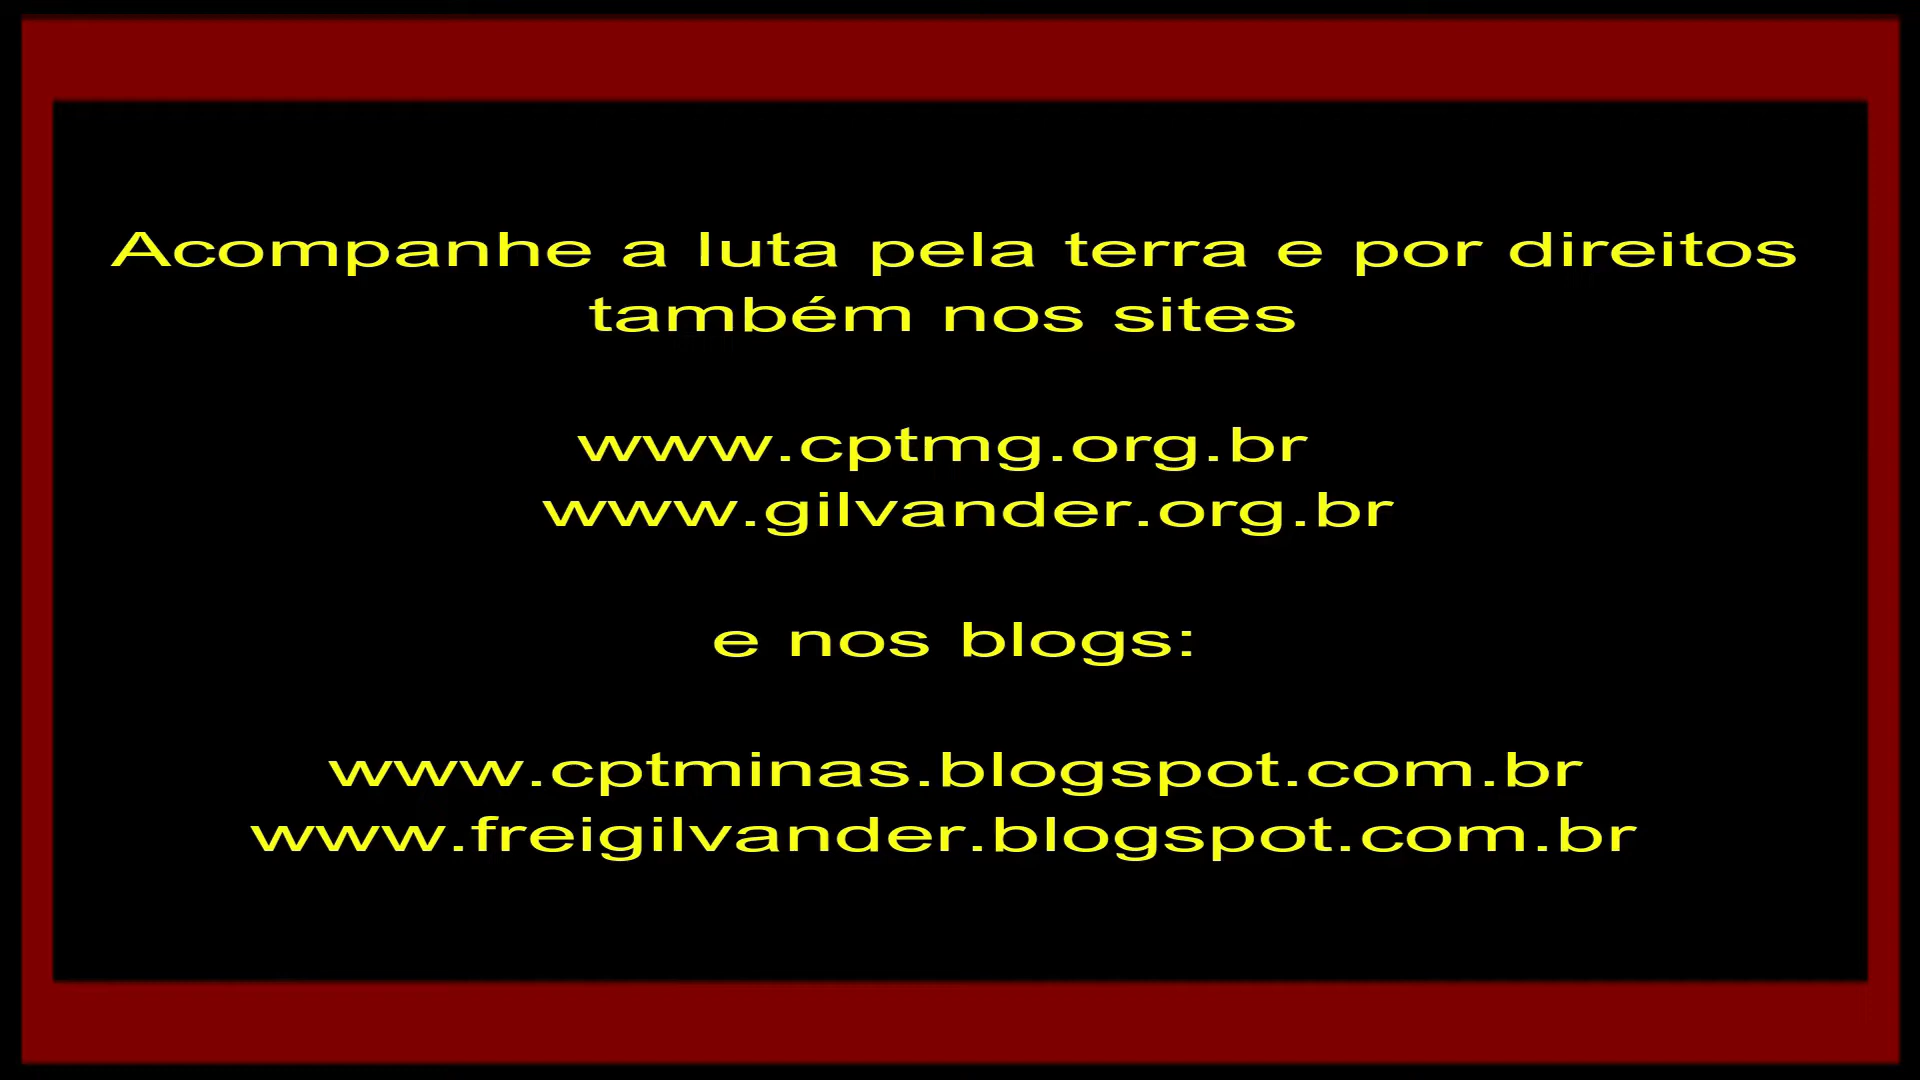 Acompanhe a luta pela terra e por direitos
também nos sites
www.cptmg.org.br
www.gilvander.org.br
e nos blogs:
www.cptminas.blogspot.com.br
www.freigilvander.blogspot.com.br